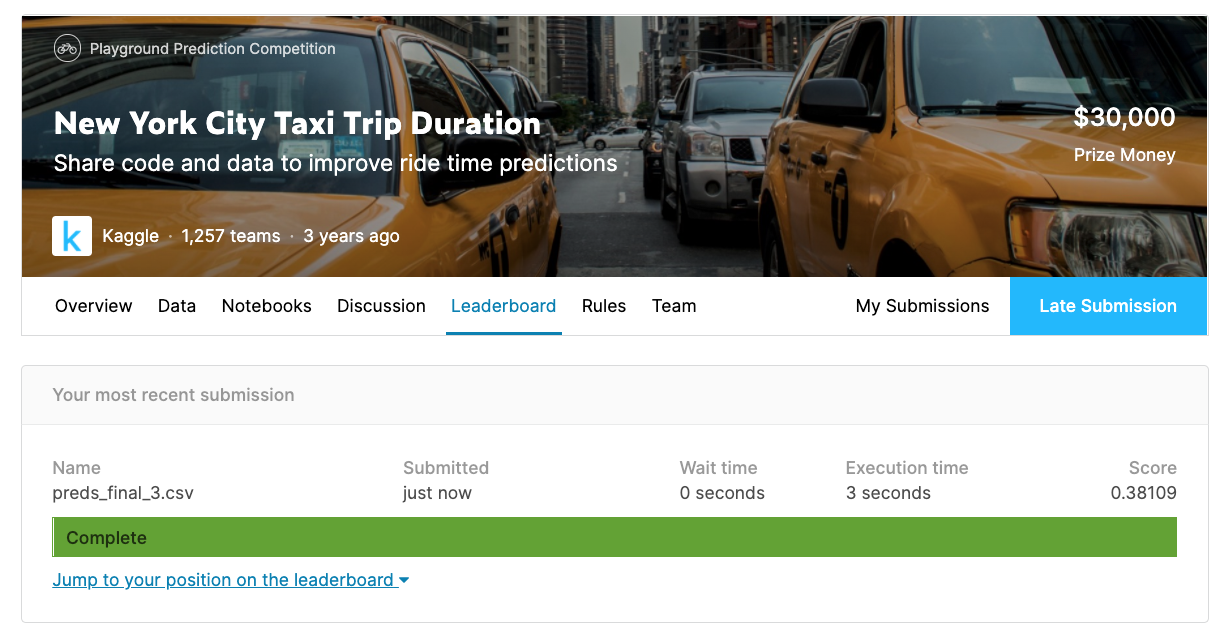 Playground Prediction Competition
New York City Taxi Trip Duration
Share code and data to improve ride time predictions
$30,000
Prize Money
k
Kaggle · 1,257 teams · 3 years ago
Overview Data Notebooks Discussion Leaderboard Rules Team My Submissions Late Submission
Your most recent submission
Name Submitted Wait time Execution time Score
preds_final_3.csv just now 0 seconds 3 seconds 0.38109
Complete
Jump to your position on the leaderboard